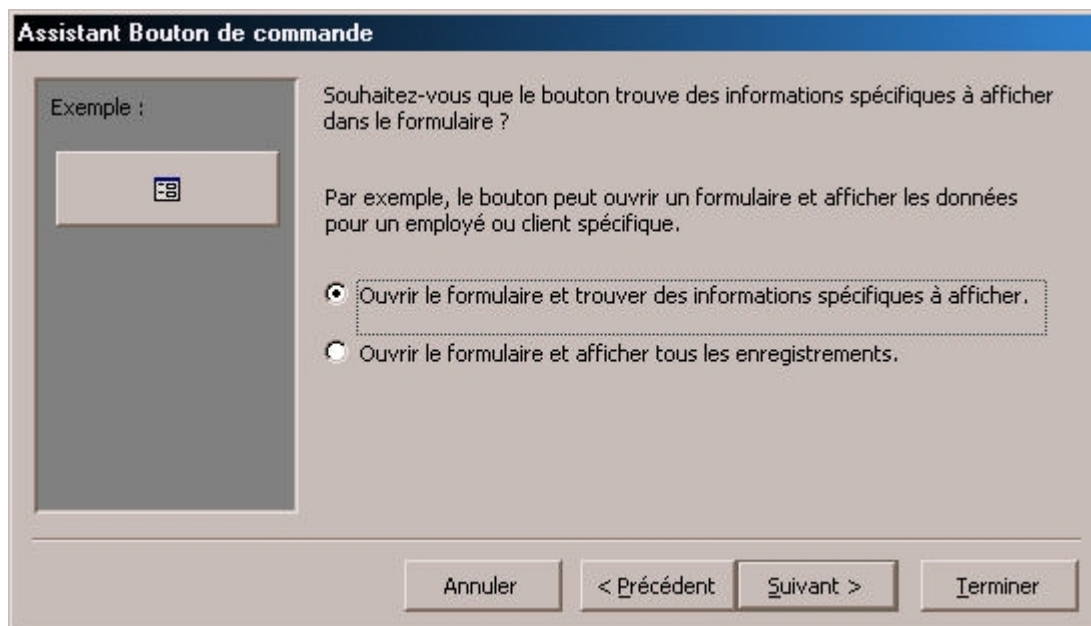 Assistant Bouton de commande
Exemple :
Souhaitez-vous que le bouton trouve des informations spécifiques à afficher
dans le formulaire ?
Par exemple, le bouton peut ouvrir un formulaire et afficher les données
pour un employé ou client spécifique.
Ouvrir le formulaire et trouver des informations spécifiques à afficher.
Ouvrir le formulaire et afficher tous les enregistrements.
Annuler
< Précédent
Suivant >
Terminer